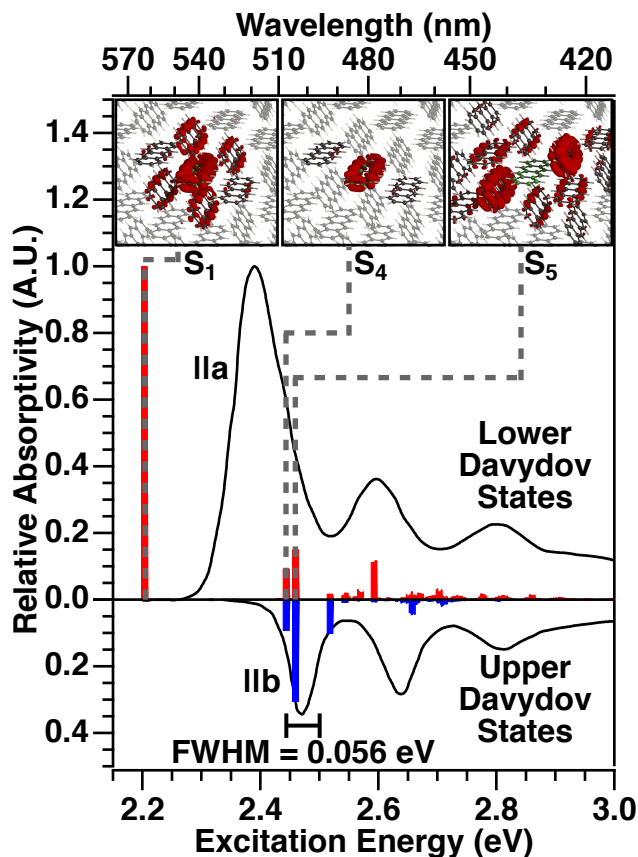 Wavelength (nm)
570 540 510 480 450 420
1.4
1.2
1.0
0.8
0.6
0.4
0.2
0.0
0.2
0.4
Relative Absorptivity (A.U.)
S1
S4
S5
IIa
Lower
Davydov
States
IIb
Upper
Davydov
States
FWHM = 0.056 eV
2.2 2.4 2.6 2.8 3.0
Excitation Energy (eV)